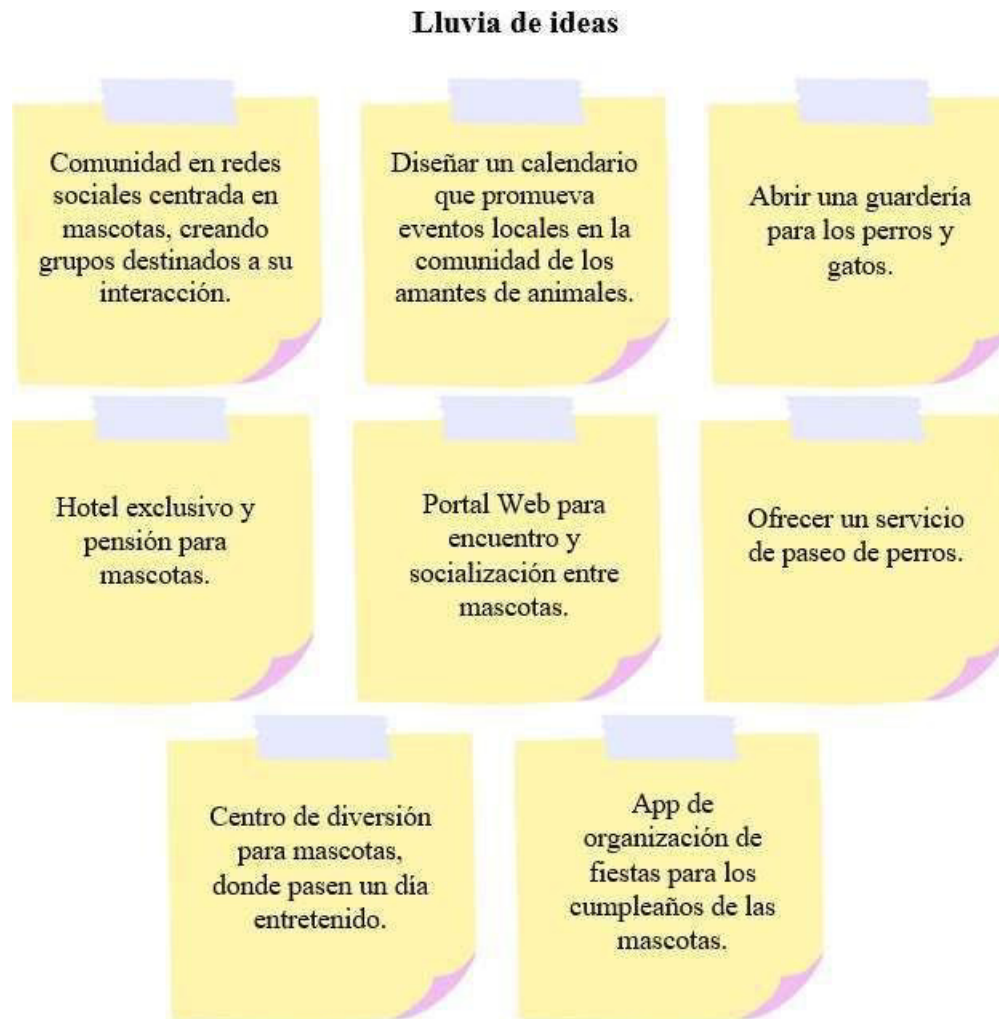 Lluvia de ideas
Comunidad en redes
sociales centrada en
mascotas, creando
grupos destinados a su
interacción.
Diseñar un calendario
que promueva
eventos locales en la
comunidad de los
amantes de animales.
Abrir una guardería
para los perros y
gatos.
Hotel exclusivo y
pensión para
mascotas.
Portal Web para
encuentro y
socialización entre
mascotas.
Ofrecer un servicio
de paseo de perros.
Centro de diversión
para mascotas,
donde pasen un día
entretenido.
App de
organización de
fiestas para los
cumpleaños de las
mascotas.